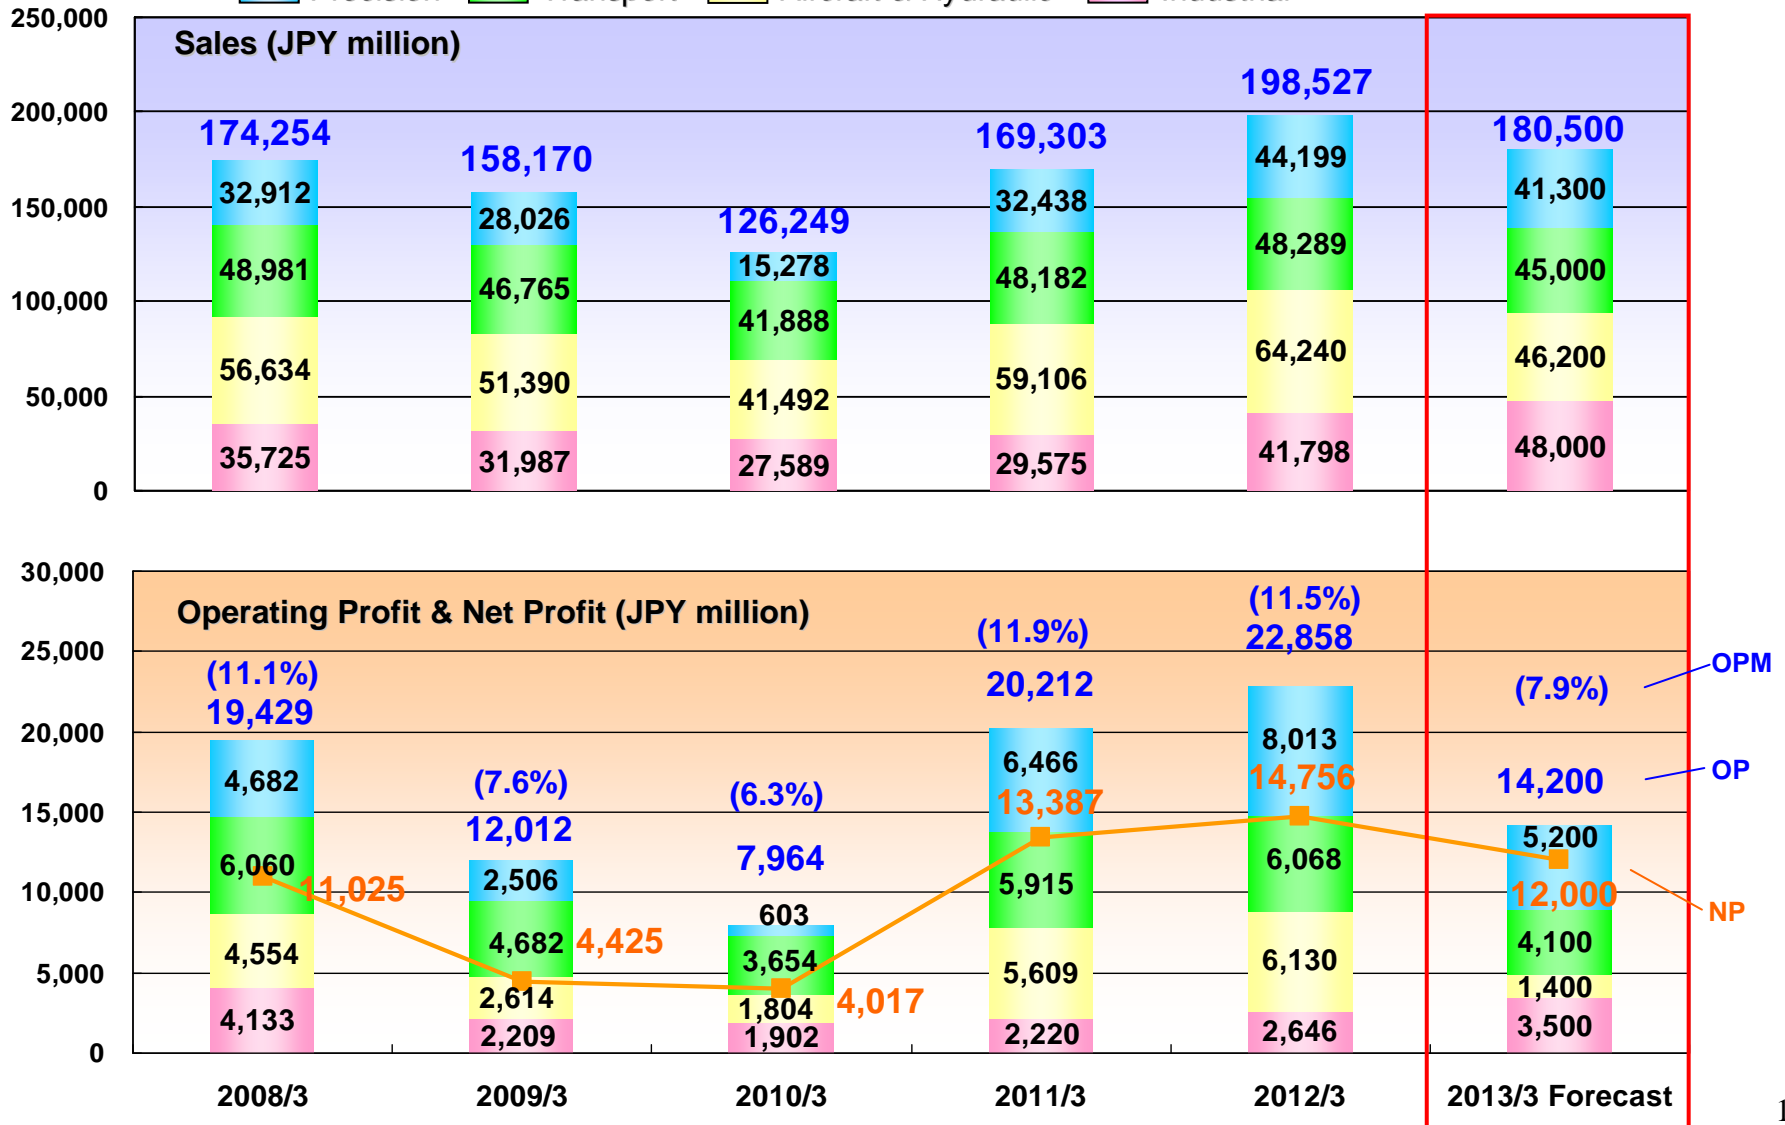 Precision Transport Aircraft & Hydraulic Industrial
250,000
Sales (JPY million)
200,000
150,000
100,000
50,000
0
174,254 158,170 126,249 169,303 198,527 180,500
32,912 28,026 15,278 32,438 44,199 41,300
48,981 46,765 41,888 48,182 48,289 45,000
56,634 51,390 41,492 59,106 64,240 46,200
35,725 31,987 27,589 29,575 41,798 48,000
30,000
Operating Profit & Net Profit (JPY million)
25,000
20,000
15,000
10,000
5,000
0
(11.1%) (7.6%) (6.3%) (11.9%) (11.5%) (7.9%) OPM
19,429 12,012 7,964 20,212 22,858 14,200 OP
4,682 2,506 603 6,466 8,013 5,200
11,025 4,425 4,017 13,387 14,756 12,000 NP
6,060 4,682 3,654 5,915 6,068 4,100
4,554 2,614 1,804 5,609 6,130 1,400
4,133 2,209 1,902 2,220 2,646 3,500
2008/3 2009/3 2010/3 2011/3 2012/3 2013/3 Forecast
1